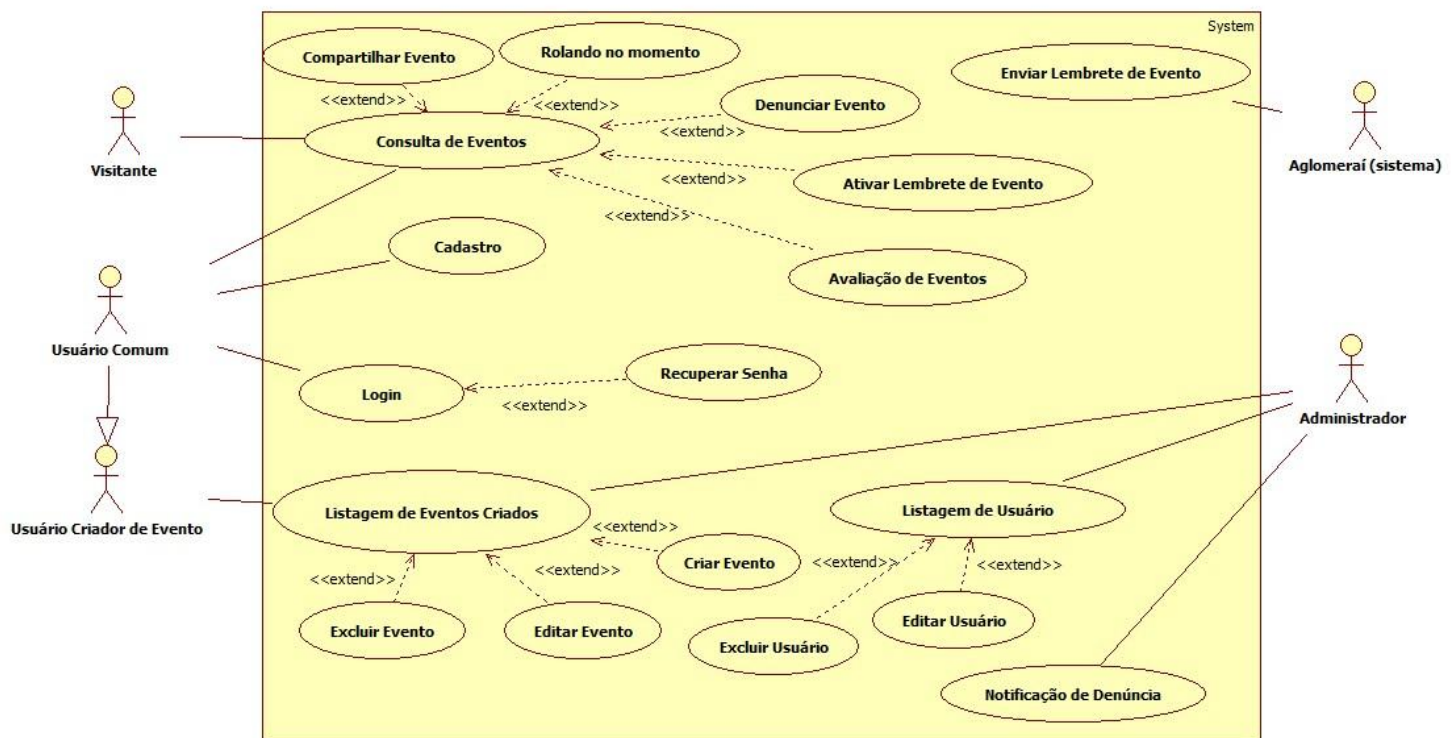 System
Compartilhar Evento
Rolando no momento
Enviar Lembrete de Evento
<<extend>>
<<extend>>
Denunciar Evento
<<extend>>
Consulta de Eventos
Visitante
Aglomeraí (sistema)
<<extend>>
Ativar Lembrete de Evento
<<extend>>
Cadastro
Avaliação de Eventos
Usuário Comum
Recuperar Senha
Login
<<extend>>
Administrador
Listagem de Eventos Criados
Listagem de Usuário
Usuário Criador de Evento
<<extend>>
Criar Evento
<<extend>>
<<extend>>
<<extend>>
<<extend>>
Excluir Evento
Editar Evento
Excluir Usuário
Editar Usuário
Notificação de Denúncia